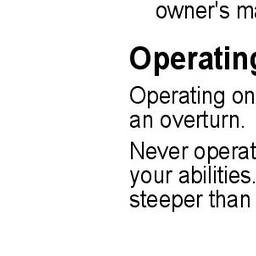 owner's ma
Operating
Operating on
an overturn.
Never operat
your abilities.
steeper than